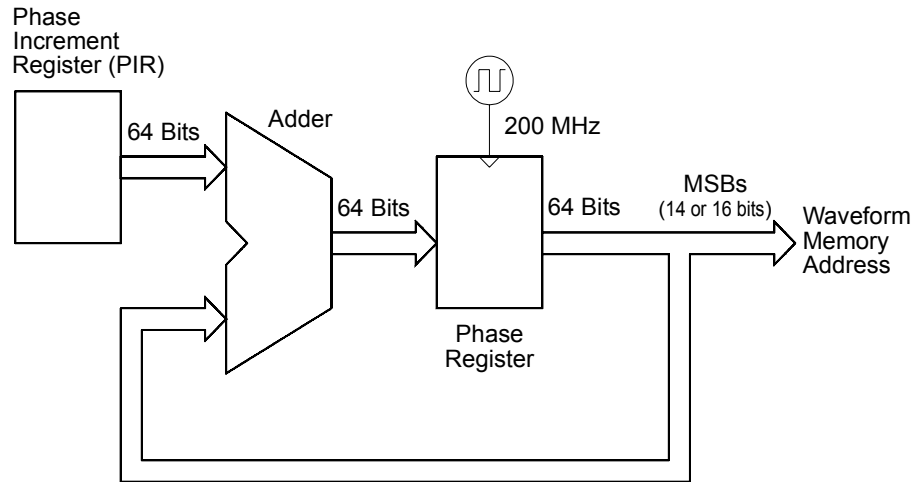 Phase
Increment
Register (PIR)
64 Bits
Adder
64 Bits
200 MHz
64 Bits
MSBs
(14 or 16 bits)
Waveform
Memory
Address
Phase
Register